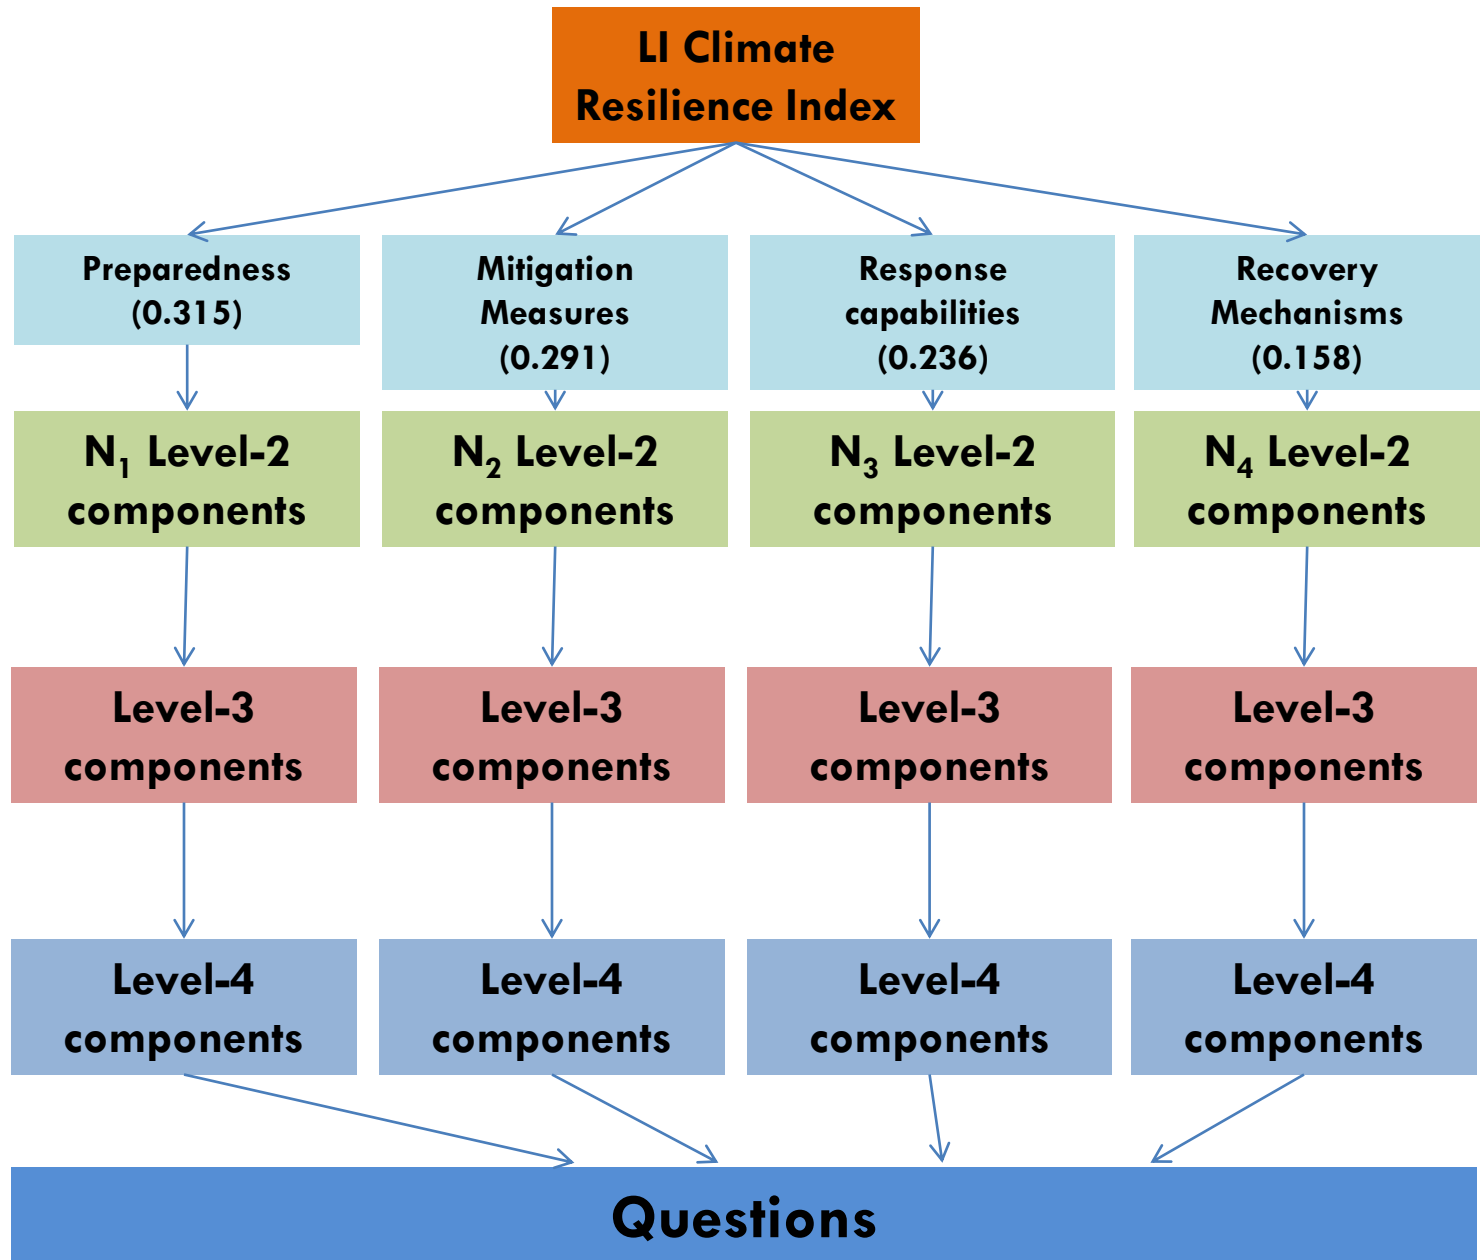 LI Climate
Resilience Index
Preparedness
(0.315)
Mitigation
Measures
(0.291)
Response
capabilities
(0.236)
Recovery
Mechanisms
(0.158)
N₁ Level-2
components
N₂ Level-2
components
N₃ Level-2
components
N₄ Level-2
components
Level-3
components
Level-3
components
Level-3
components
Level-3
components
Level-4
components
Level-4
components
Level-4
components
Level-4
components
Questions